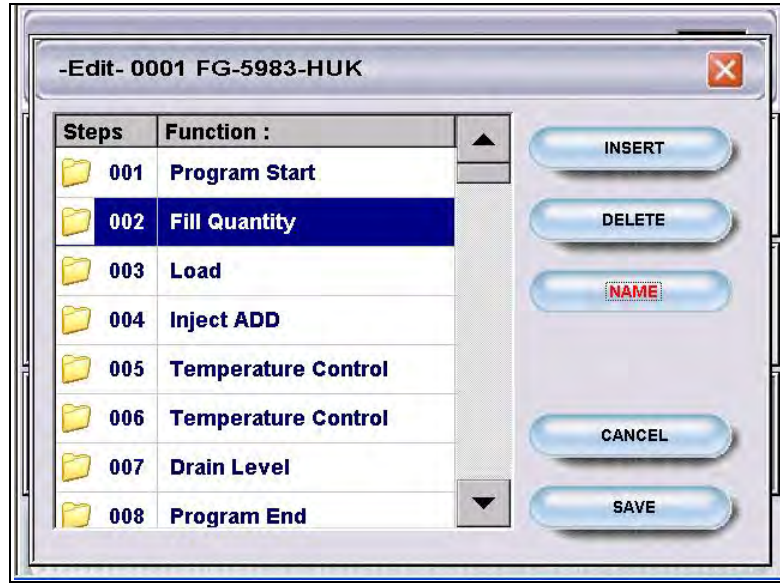 -Edit- 0001 FG-5983-HUK
Steps Function :
001 Program Start
002 Fill Quantity
003 Load
004 Inject ADD
005 Temperature Control
006 Temperature Control
007 Drain Level
008 Program End
INSERT
DELETE
NAME
CANCEL
SAVE